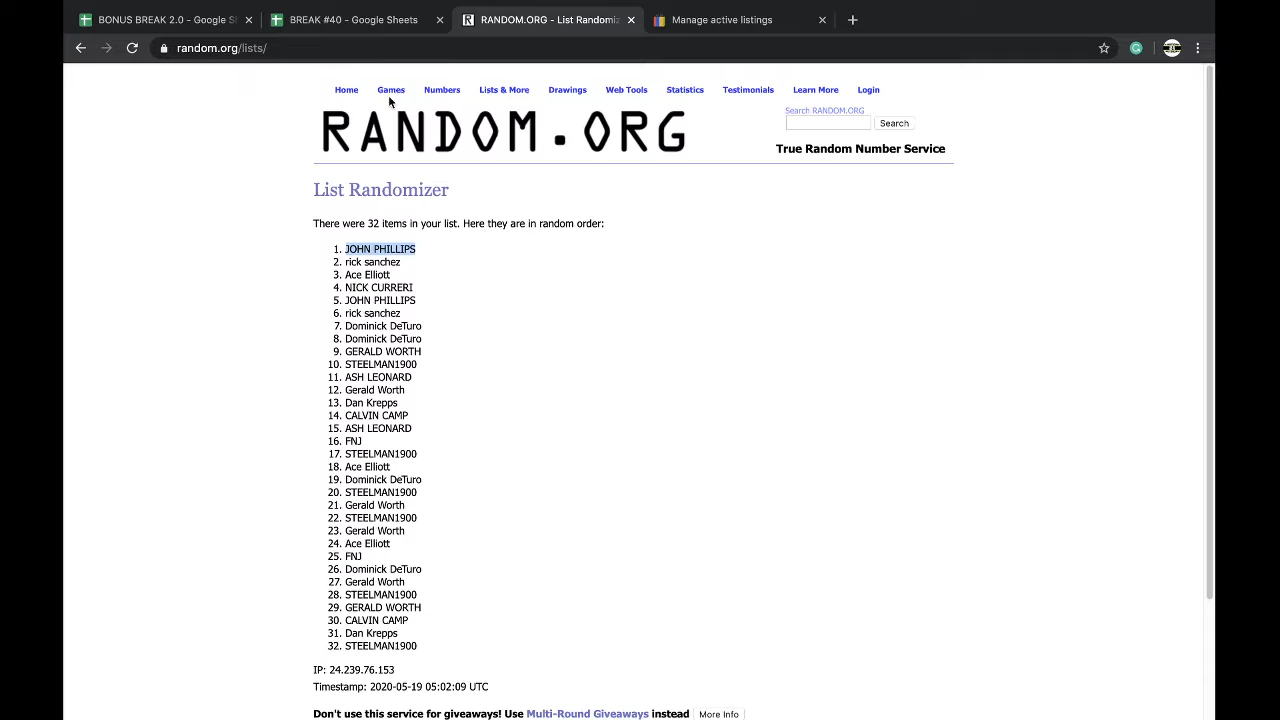 BONUS BREAK 2.0 - Google Sh
BREAK #40 - Google Sheets
RANDOM.ORG - List Randomiz
Manage active listings
random.org/lists/
Home Games Numbers Lists & More Drawings Web Tools Statistics Testimonials Learn More Login
RANDOM.ORG
Search RANDOM.ORG
Search
True Random Number Service
List Randomizer
There were 32 items in your list. Here they are in random order:
1. JOHN PHILLIPS
2. rick sanchez
3. Ace Elliott
4. NICK CURRERI
5. JOHN PHILLIPS
6. rick sanchez
7. Dominick DeTuro
8. Dominick DeTuro
9. GERALD WORTH
10. STEELMAN1900
11. ASH LEONARD
12. Gerald Worth
13. Dan Krepps
14. CALVIN CAMP
15. ASH LEONARD
16. FNJ
17. STEELMAN1900
18. Ace Elliott
19. Dominick DeTuro
20. STEELMAN1900
21. Gerald Worth
22. STEELMAN1900
23. Gerald Worth
24. Ace Elliott
25. FNJ
26. Dominick DeTuro
27. Gerald Worth
28. STEELMAN1900
29. GERALD WORTH
30. CALVIN CAMP
31. Dan Krepps
32. STEELMAN1900
IP: 24.239.76.153
Timestamp: 2020-05-19 05:02:09 UTC
Don't use this service for giveaways! Use Multi-Round Giveaways instead More Info